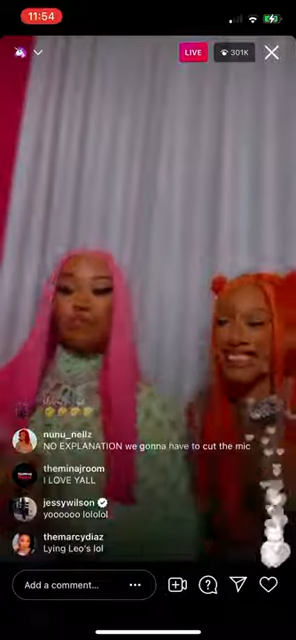 11:54
LIVE
301K
nunu_nellz
NO EXPLANATION we gonna have to cut the mic
theminajroom
I LOVE YALL
jessywilson
yoooooo lololol
themarcydiaz
Lying Leo's lol
Add a comment...